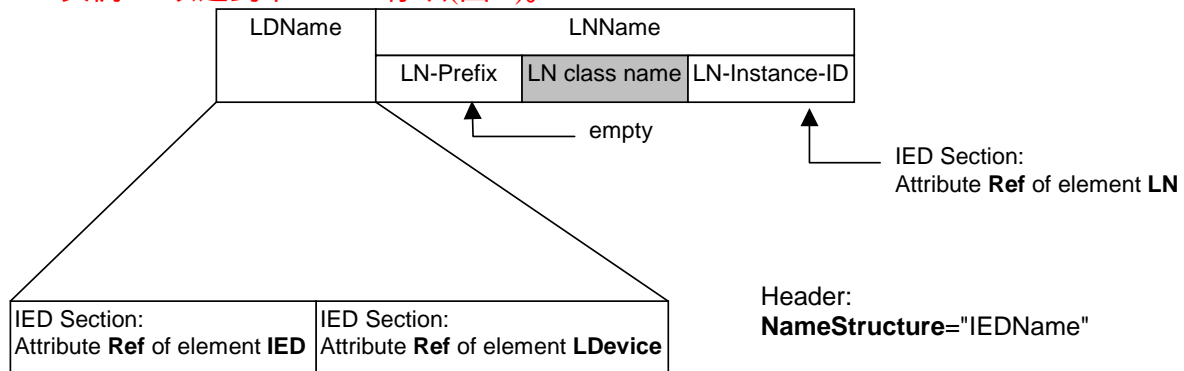 LDName
LNName
LN-Prefix
LN class name
LN-Instance-ID
empty
IED Section:
Attribute Ref of element LN
IED Section:
Attribute Ref of element IED
IED Section:
Attribute Ref of element LDevice
Header:
NameStructure="IEDName"